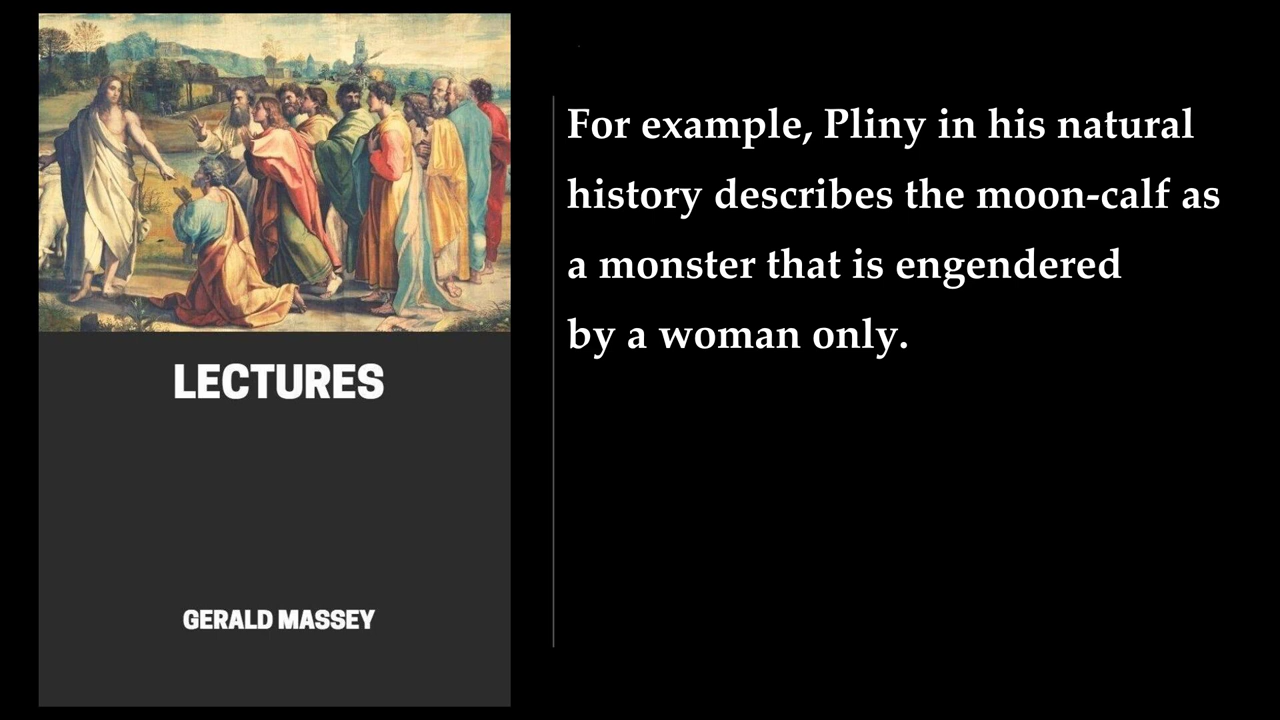 LECTURES
GERALD MASSEY
For example, Pliny in his natural
history describes the moon-calf as
a monster that is engendered
by a woman only.